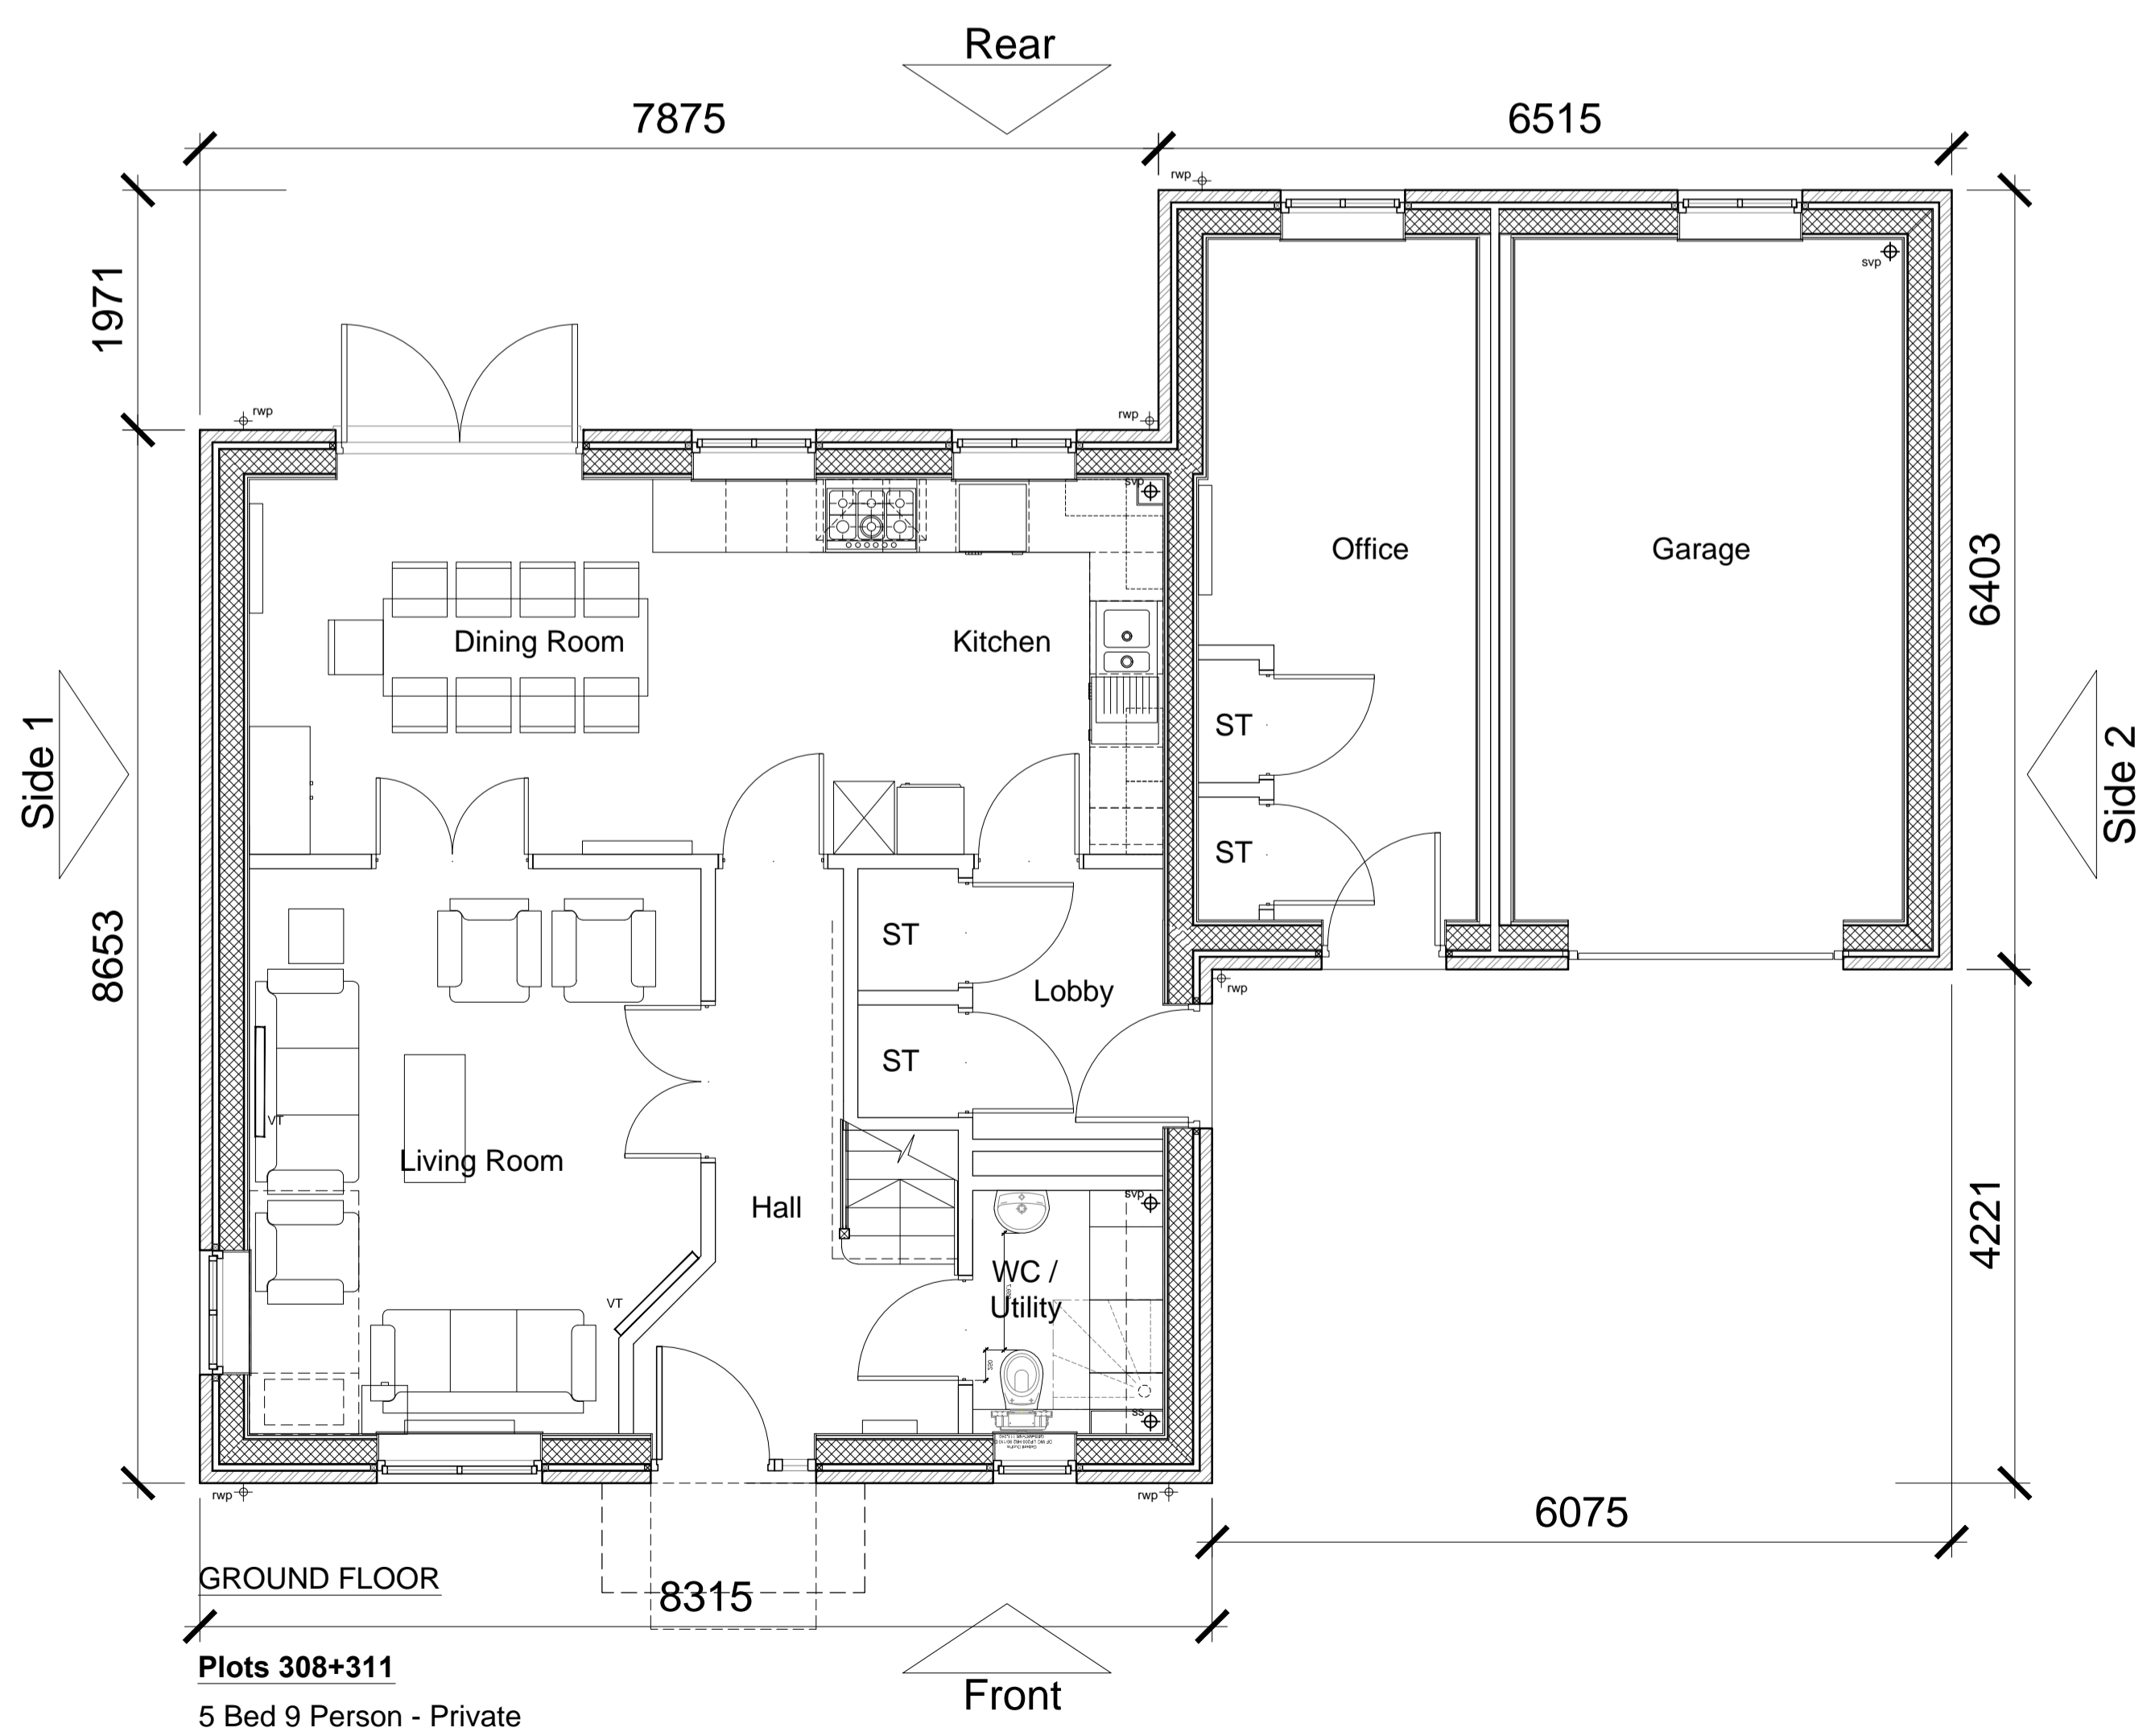 Rear
7875
6515
rwp
1971
svp
rwp
rwp
svp
Office
Garage
6403
Dining Room
Kitchen
Side 1
ST
Side 2
ST
8653
ST
Lobby
rwp
ST
VT
Living Room
svp
Hall
4221
WC /
Utility
VT
585
ss
rwp
rwp
6075
GROUND FLOOR
8315
Plots 308+311
Front
5 Bed 9 Person - Private